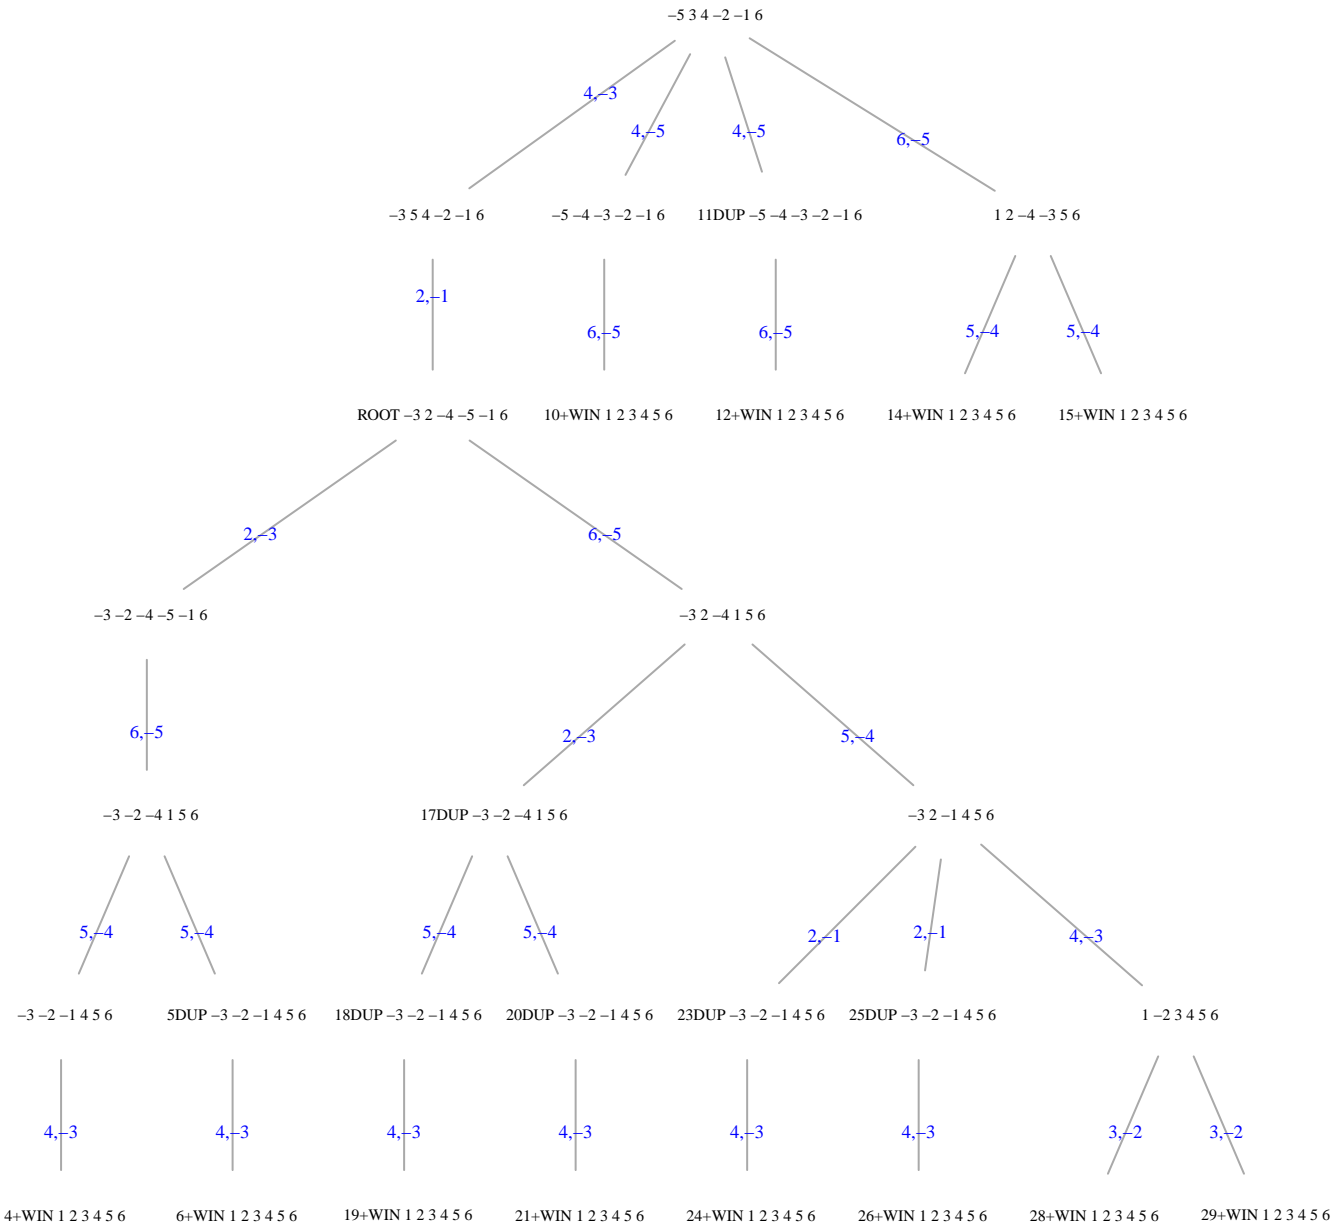 −5 3 4 −2 −1 6
4,−3
4,−5
4,−5
6,−5
−3 5 4 −2 −1 6
−5 −4 −3 −2 −1 6
11DUP −5 −4 −3 −2 −1 6
1 2 −4 −3 5 6
2,−1
6,−5
6,−5
5,−4
5,−4
ROOT −3 2 −4 −5 −1 6
10+WIN 1 2 3 4 5 6
12+WIN 1 2 3 4 5 6
14+WIN 1 2 3 4 5 6
15+WIN 1 2 3 4 5 6
2,−3
6,−5
−3 −2 −4 −5 −1 6
−3 2 −4 1 5 6
6,−5
2,−3
5,−4
−3 −2 −4 1 5 6
17DUP −3 −2 −4 1 5 6
−3 2 −1 4 5 6
5,−4
5,−4
5,−4
5,−4
2,−1
2,−1
4,−3
−3 −2 −1 4 5 6
5DUP −3 −2 −1 4 5 6
18DUP −3 −2 −1 4 5 6
20DUP −3 −2 −1 4 5 6
23DUP −3 −2 −1 4 5 6
25DUP −3 −2 −1 4 5 6
1 −2 3 4 5 6
4,−3
4,−3
4,−3
4,−3
4,−3
4,−3
3,−2
3,−2
4+WIN 1 2 3 4 5 6
6+WIN 1 2 3 4 5 6
19+WIN 1 2 3 4 5 6
21+WIN 1 2 3 4 5 6
24+WIN 1 2 3 4 5 6
26+WIN 1 2 3 4 5 6
28+WIN 1 2 3 4 5 6
29+WIN 1 2 3 4 5 6